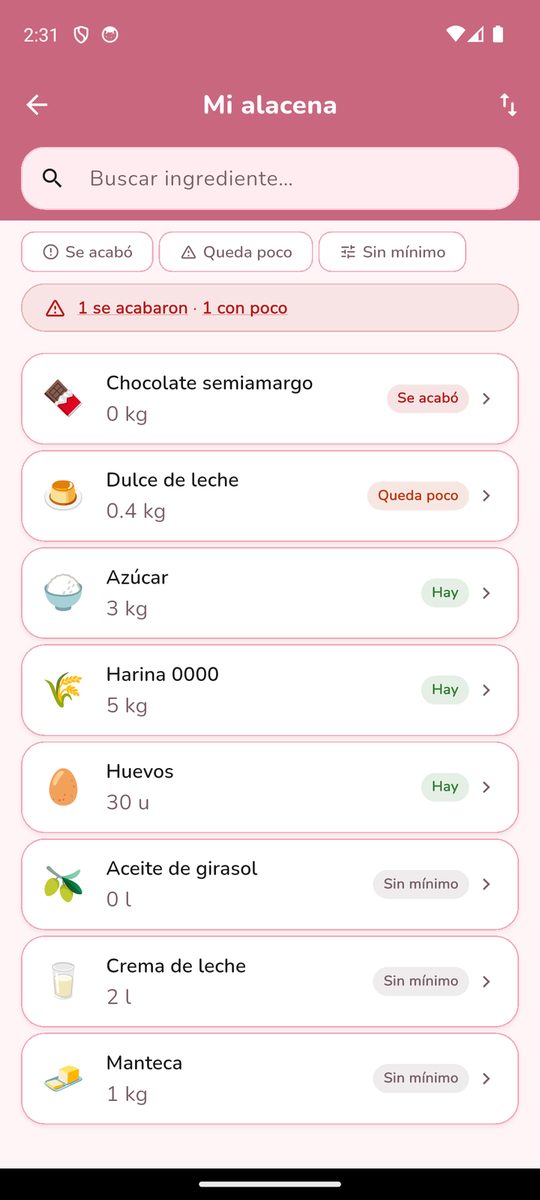 2:31
Mi alacena
Buscar ingrediente...
Se acabó
Queda poco
Sin mínimo
1 se acabaron · 1 con poco
Chocolate semiamargo
0 kg
Se acabó
Dulce de leche
0.4 kg
Queda poco
Azúcar
3 kg
Hay
Harina 0000
5 kg
Hay
Huevos
30 u
Hay
Aceite de girasol
0 l
Sin mínimo
Crema de leche
2 l
Sin mínimo
Manteca
1 kg
Sin mínimo